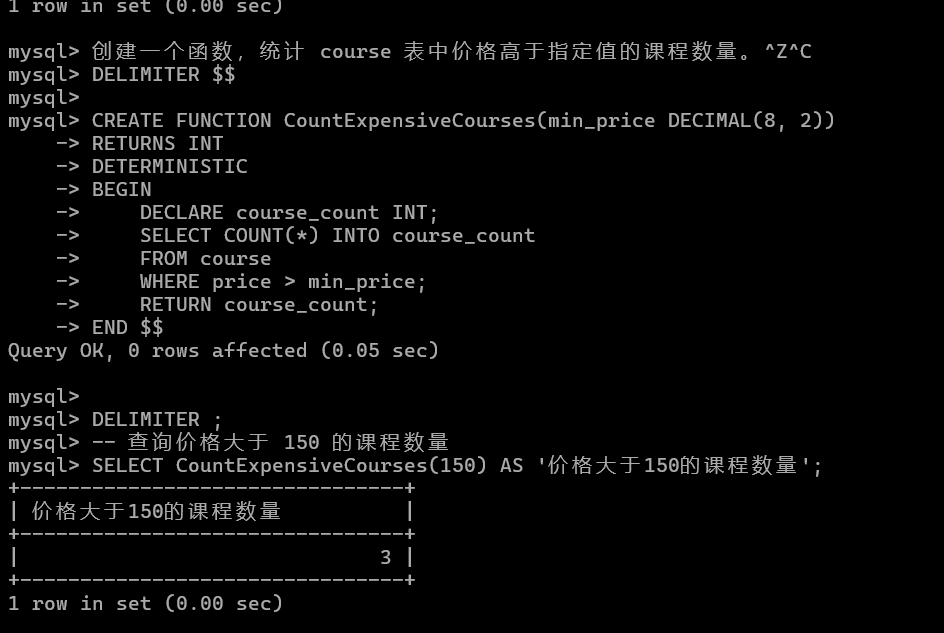 1 row in set (0.00 sec)
mysql> 创建一个函数，统计 course 表中价格高于指定值的课程数量。^Z^C
mysql> DELIMITER $$
mysql>
mysql> CREATE FUNCTION CountExpensiveCourses(min_price DECIMAL(8, 2))
    -> RETURNS INT
    -> DETERMINISTIC
    -> BEGIN
    ->     DECLARE course_count INT;
    ->     SELECT COUNT(*) INTO course_count
    ->     FROM course
    ->     WHERE price > min_price;
    ->     RETURN course_count;
    -> END $$
Query OK, 0 rows affected (0.05 sec)
mysql>
mysql> DELIMITER ;
mysql> -- 查询价格大于 150 的课程数量
mysql> SELECT CountExpensiveCourses(150) AS '价格大于150的课程数量';
+--------------------------------+
| 价格大于150的课程数量          |
+--------------------------------+
|                              3 |
+--------------------------------+
1 row in set (0.00 sec)